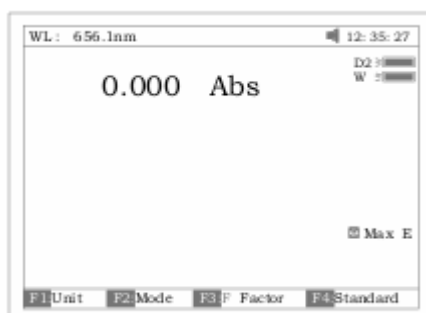 WL: 656.1nm 12:35:27
D2
0.000 Abs
W
Max E
F1:Unit F2:Mode F3:F Factor F4:Standard